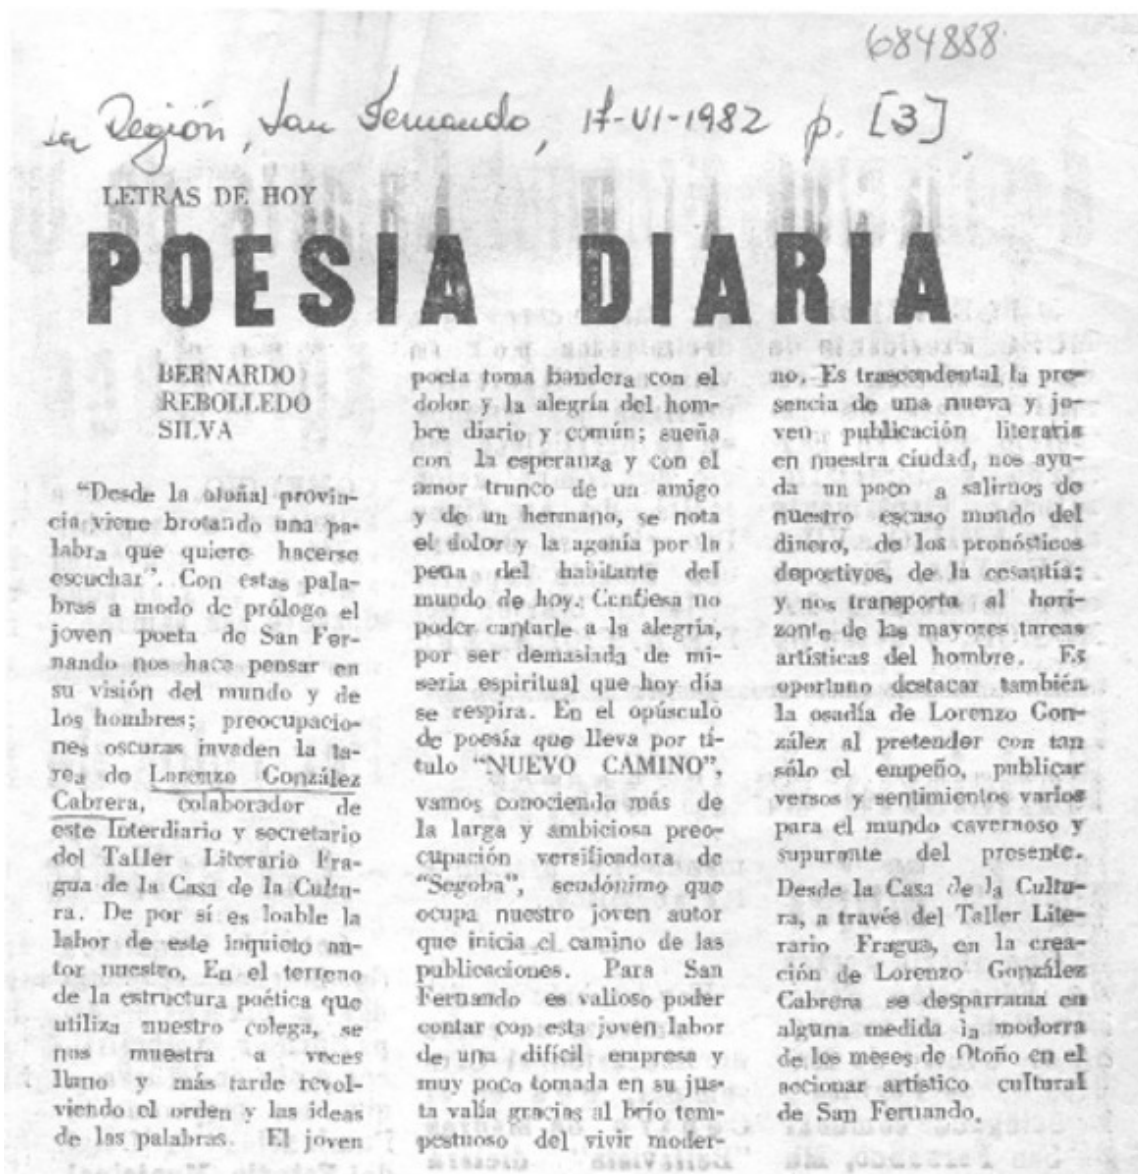 684888
La Región, San Fernando, 17-VI-1982 p. [3].
LETRAS DE HOY
POESIA DIARIA
BERNARDO
REBOLLEDO
SILVA
"Desde la otoñal provin-
cia viene brotando una pa-
labra que quiere hacerse
escuchar". Con estas pala-
bras a modo de prólogo el
joven poeta de San Fer-
nando nos hace pensar en
su visión del mundo y de
los hombres; preocupacio-
nes oscuras invaden la ta-
rea de Lorenzo González
Cabrera, colaborador de
este Interdiario y secretario
del Taller Literario Fra-
gua de la Casa de la Cultu-
ra. De por sí es loable la
labor de este inquieto au-
tor nuestro. En el terreno
de la estructura poética que
utiliza nuestro colega, se
nos muestra a veces
llano y más tarde revol-
viendo el orden y las ideas
de las palabras. El joven
poeta toma bandera con el
dolor y la alegría del hom-
bre diario y común; sueña
con la esperanza y con el
amor trunco de un amigo
y de un hermano, se nota
el dolor y la agonía por la
pena del habitante del
mundo de hoy. Confiesa no
poder cantarle a la alegría,
por ser demasiada de mi-
seria espiritual que hoy día
se respira. En el opúsculo
de poesía que lleva por tí-
tulo "NUEVO CAMINO",
vamos conociendo más de
la larga y ambiciosa preo-
cupación versificadora de
"Segoba", seudónimo que
ocupa nuestro joven autor
que inicia el camino de las
publicaciones. Para San
Fernando es valioso poder
contar con esta joven labor
de una difícil empresa y
muy poco tomada en su jus-
ta valía gracias al brío tem-
pestuoso del vivir moder-
no. Es trascendental la pre-
sencia de una nueva y jo-
ven publicación literaria
en nuestra ciudad, nos ayu-
da un poco a salirnos de
nuestro escaso mundo del
dinero, de los pronósticos
deportivos, de la cesantía;
y nos transporta al hori-
zonte de las mayores tareas
artísticas del hombre. Es
oportuno destacar también
la osadía de Lorenzo Gon-
zález al pretender con tan
sólo el empeño, publicar
versos y sentimientos varios
para el mundo cavernoso y
supurante del presente.
Desde la Casa de la Cultu-
ra, a través del Taller Lite-
rario Fragua, en la crea-
ción de Lorenzo González
Cabrera se desparrama en
alguna medida la modorra
de los meses de Otoño en el
accionar artístico cultural
de San Fernando.